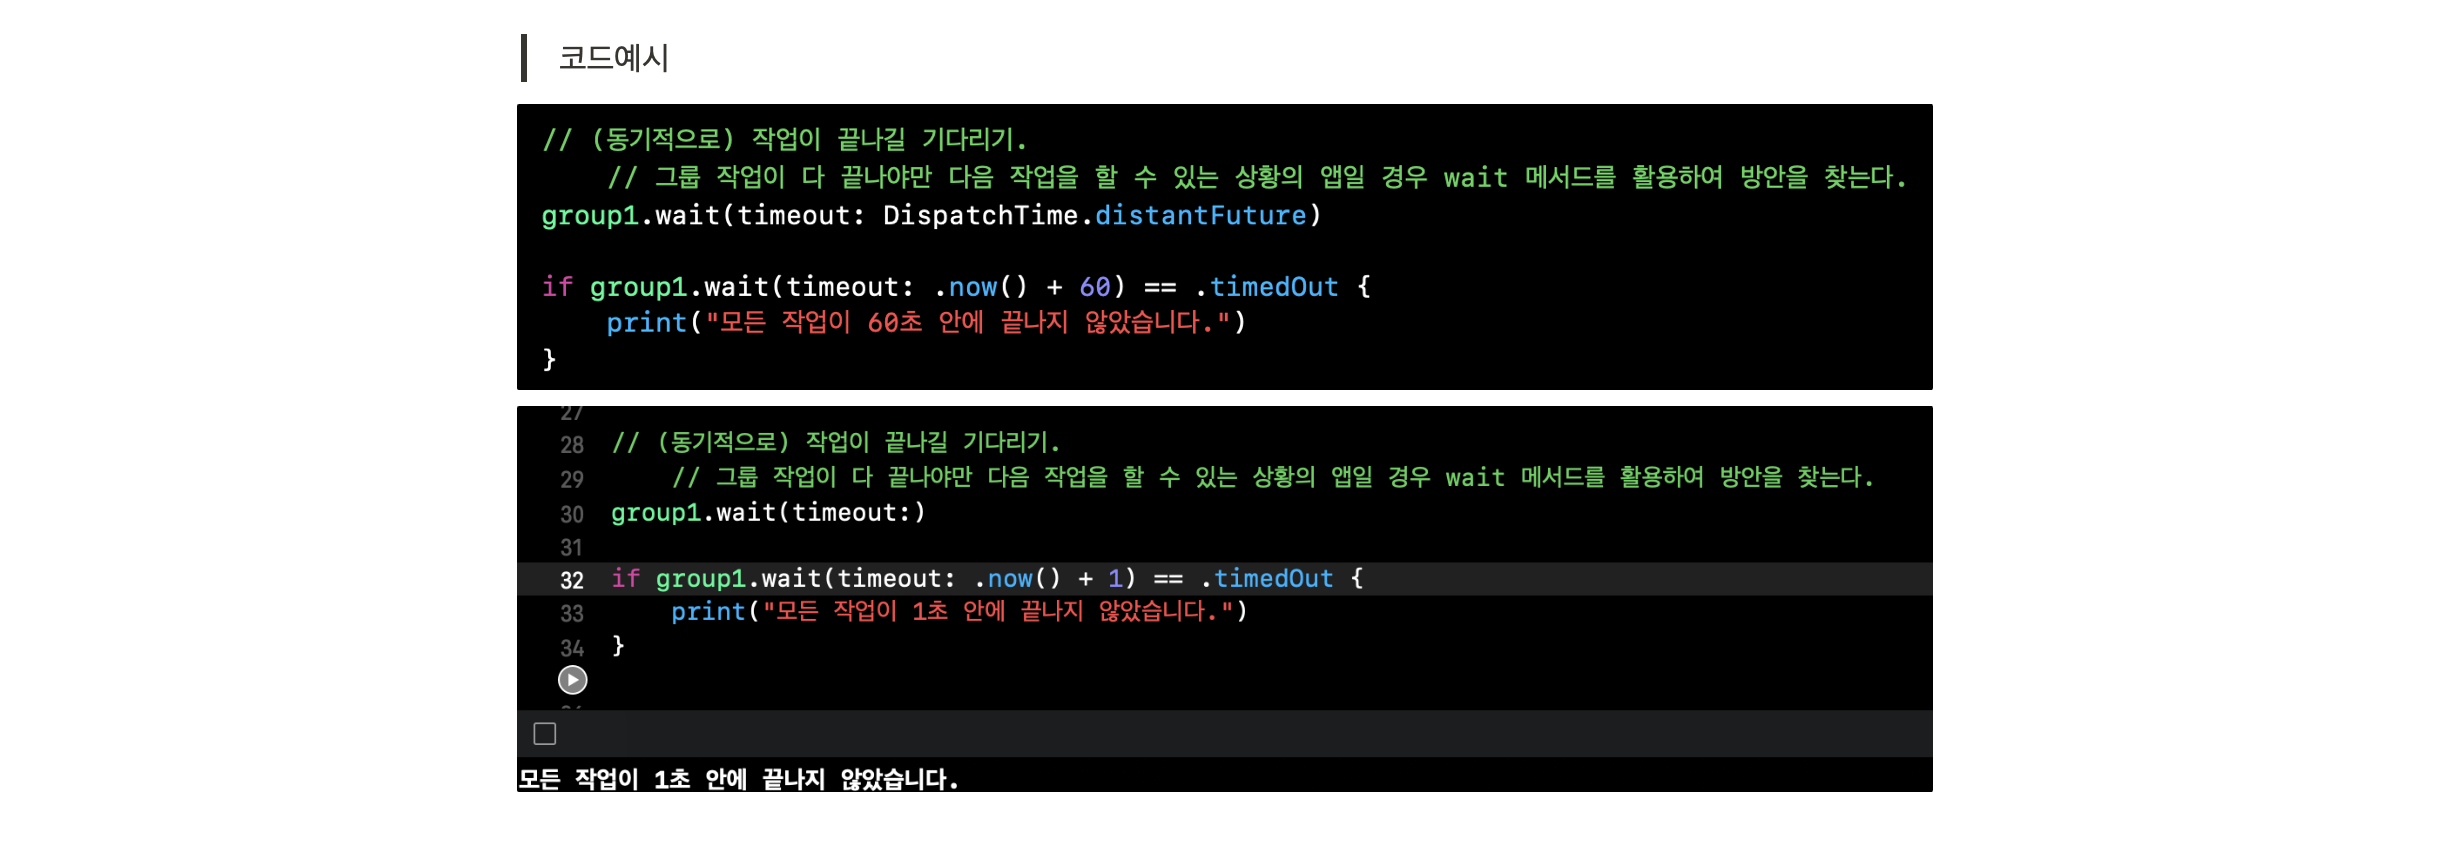 코드예시
// (동기적으로) 작업이 끝나길 기다리기.
// 그룹 작업이 다 끝나야만 다음 작업을 할 수 있는 상황의 앱일 경우 wait 메서드를 활용하여 방안을 찾는다.
group1.wait(timeout: DispatchTime.distantFuture)
if group1.wait(timeout: .now() + 60) == .timedOut {
print("모든 작업이 60초 안에 끝나지 않았습니다.")
}
27
28 // (동기적으로) 작업이 끝나길 기다리기.
29 // 그룹 작업이 다 끝나야만 다음 작업을 할 수 있는 상황의 앱일 경우 wait 메서드를 활용하여 방안을 찾는다.
30 group1.wait(timeout:)
31
32 if group1.wait(timeout: .now() + 1) == .timedOut {
33 print("모든 작업이 1초 안에 끝나지 않았습니다.")
34 }
모든 작업이 1초 안에 끝나지 않았습니다.